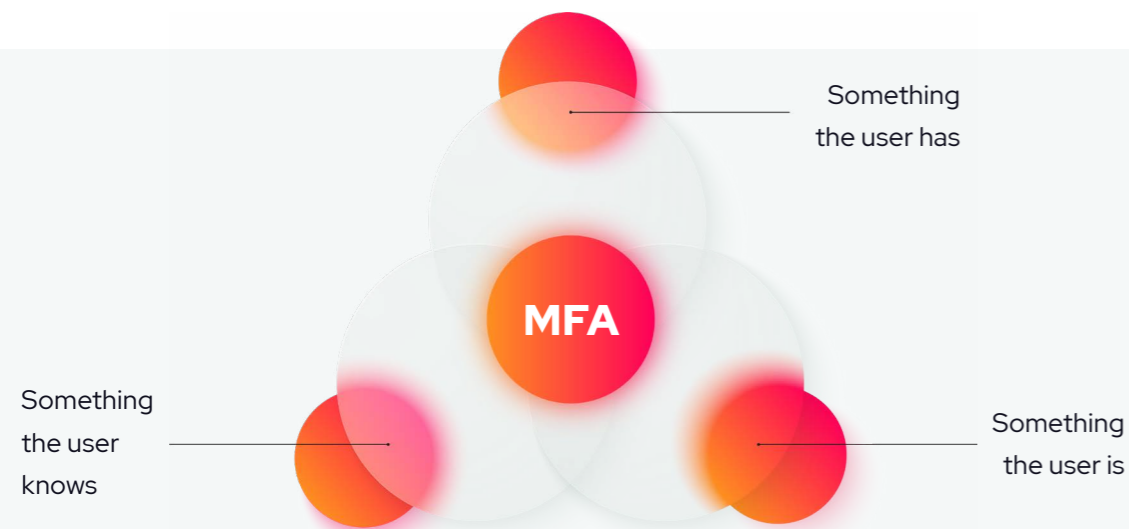 Something
the user has
MFA
Something
the user
knows
Something
the user is